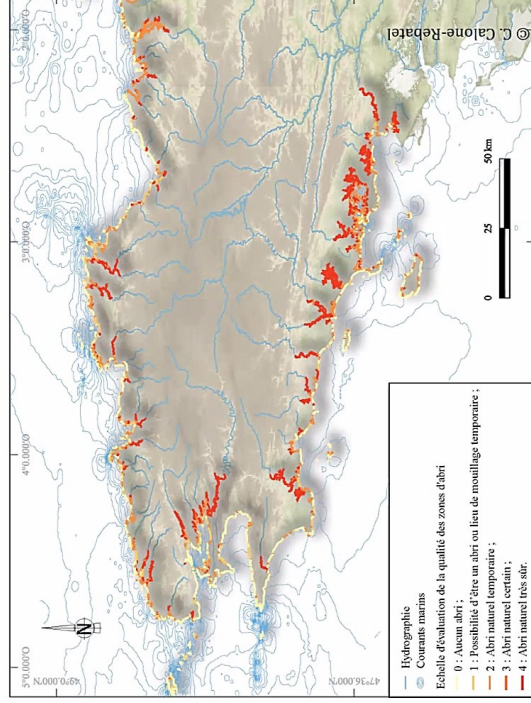 5°0.000'O
4°0.000'O
3°0.000'O
2°0.000'O
49°0.000'N
47°36.000'N
N
0 25 50 km
© C. Calone-Rebatel
Hydrographie
Courants marins
Echelle d'évaluation de la qualité des zones d'abri
0 : Aucun abri ;
1 : Possibilité d'être un abri ou lieu de mouillage temporaire ;
2 : Abri naturel temporaire ;
3 : Abri naturel certain ;
4 : Abri naturel très sûr.